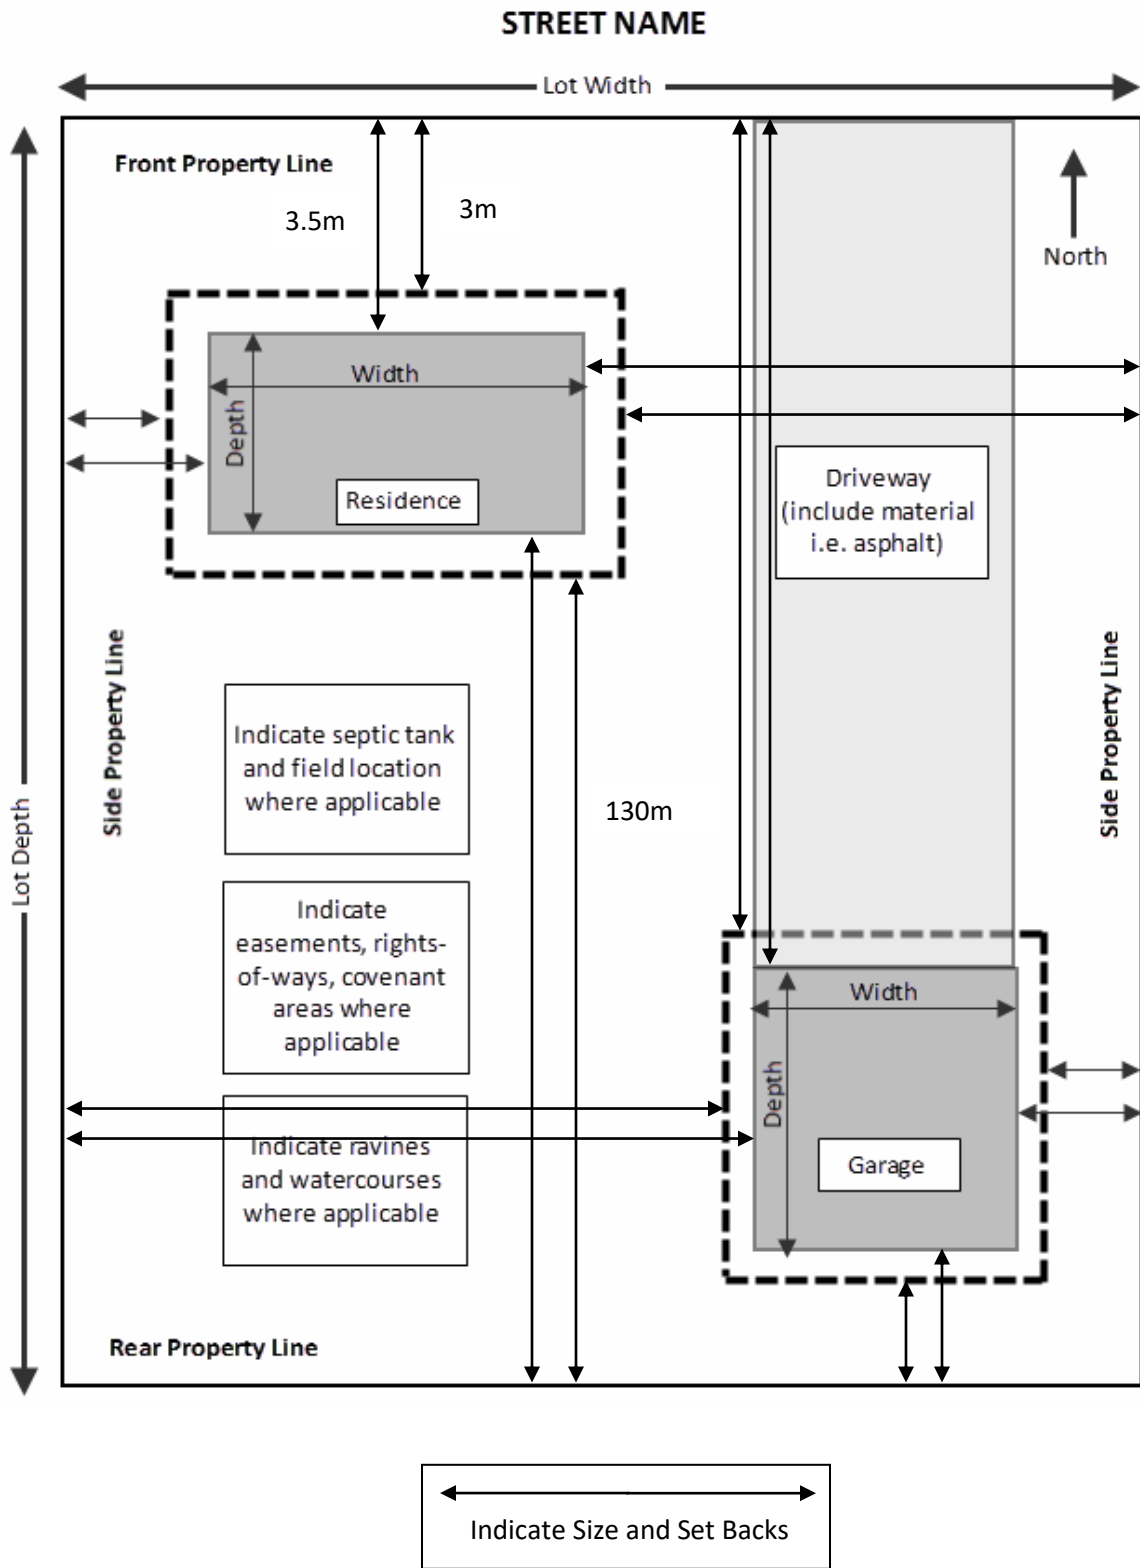 STREET NAME
Lot Width
Front Property Line
3.5m
3m
North
Width
Depth
Residence
Driveway
(include material
i.e. asphalt)
Side Property Line
Side Property Line
Lot Depth
Indicate septic tank
and field location
where applicable
130m
Indicate
easements, rights-
of-ways, covenant
areas where
applicable
Width
Depth
Indicate ravines
and watercourses
where applicable
Garage
Rear Property Line
Indicate Size and Set Backs